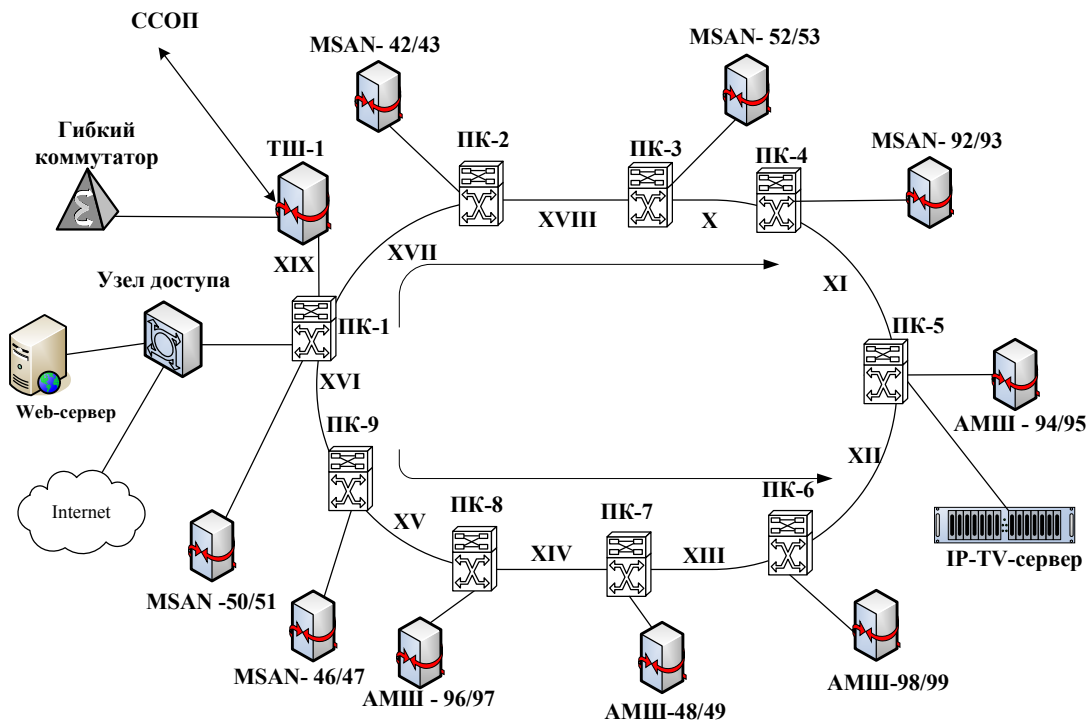 ССОП
MSAN- 42/43
MSAN- 52/53
Гибкий
коммутатор
ТШ-1
ПК-2
ПК-3
ПК-4
MSAN- 92/93
XVIII
X
XVII
XIX
XI
Узел доступа
ПК-1
ПК-5
Web-сервер
XVI
АМШ - 94/95
ПК-9
XII
Internet
ПК-8
ПК-7
ПК-6
XV
XIV
XIII
IP-TV-сервер
MSAN -50/51
MSAN- 46/47
АМШ - 96/97
АМШ-48/49
АМШ-98/99